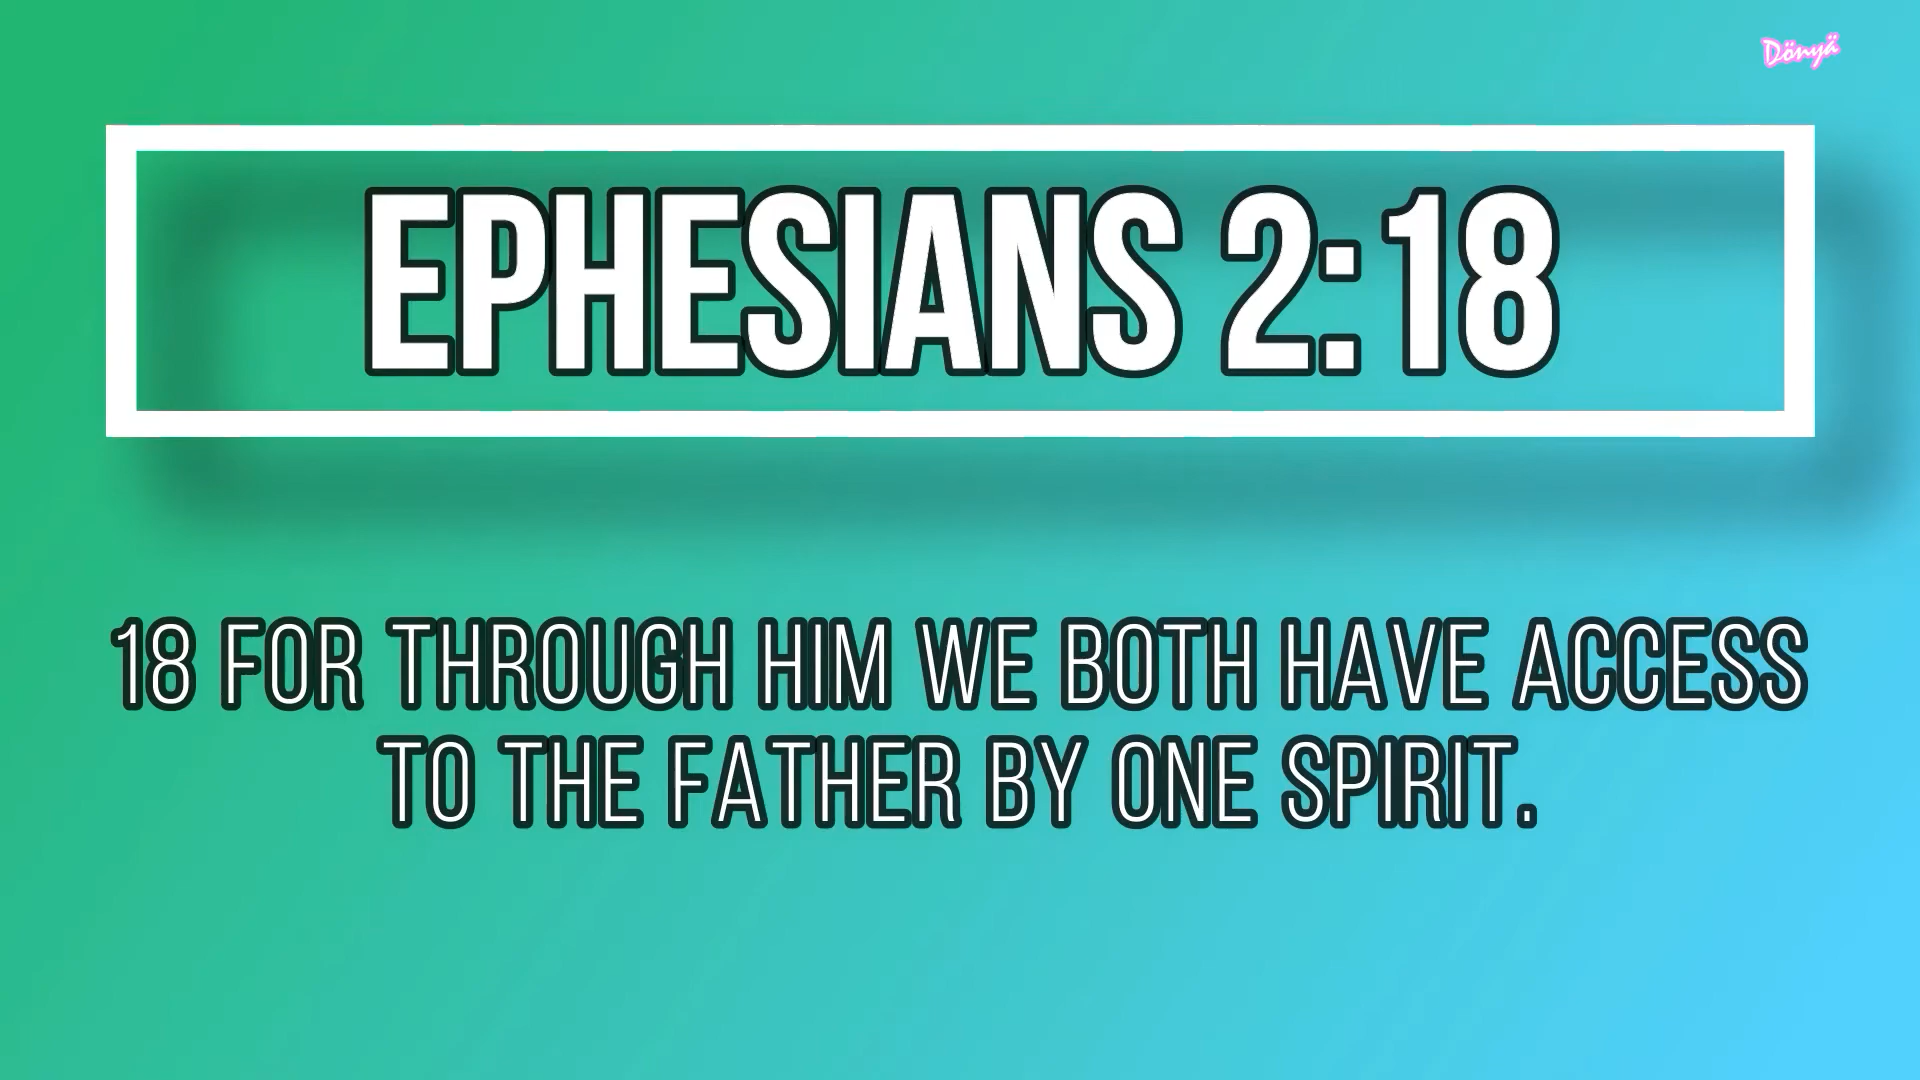 Dönyä
EPHESIANS 2:18
18 FOR THROUGH HIM WE BOTH HAVE ACCESS
TO THE FATHER BY ONE SPIRIT.